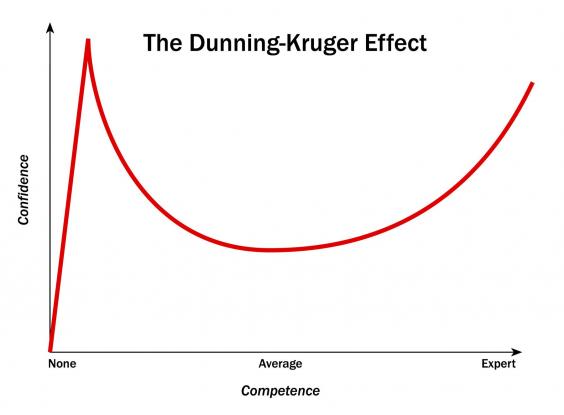 The Dunning-Kruger Effect
Confidence
None
Average
Expert
Competence